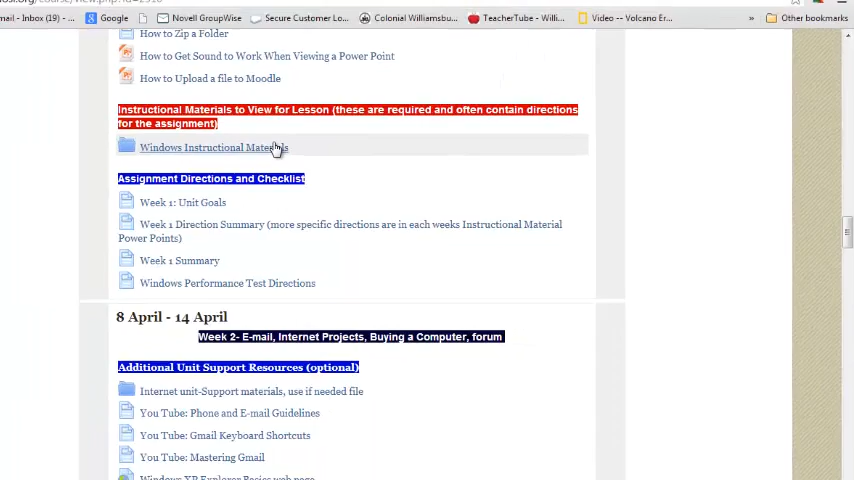 Google
Novell GroupWise
Secure Customer Lo...
Colonial Williamsbu...
TeacherTube - Willi...
Video -- Volcano Er...
»
Other bookmarks
How to Zip a Folder
How to Get Sound to Work When Viewing a Power Point
How to Upload a file to Moodle
Instructional Materials to View for Lesson (these are required and often contain directions
for the assignment)
Windows Instructional Materials
Assignment Directions and Checklist
Week 1: Unit Goals
Week 1 Direction Summary (more specific directions are in each weeks Instructional Material
Power Points)
Week 1 Summary
Windows Performance Test Directions
8 April - 14 April
Week 2- E-mail, Internet Projects, Buying a Computer, forum
Additional Unit Support Resources (optional)
Internet unit-Support materials, use if needed file
You Tube: Phone and E-mail Guidelines
You Tube: Gmail Keyboard Shortcuts
You Tube: Mastering Gmail
Windows XP Explorer Basics web page